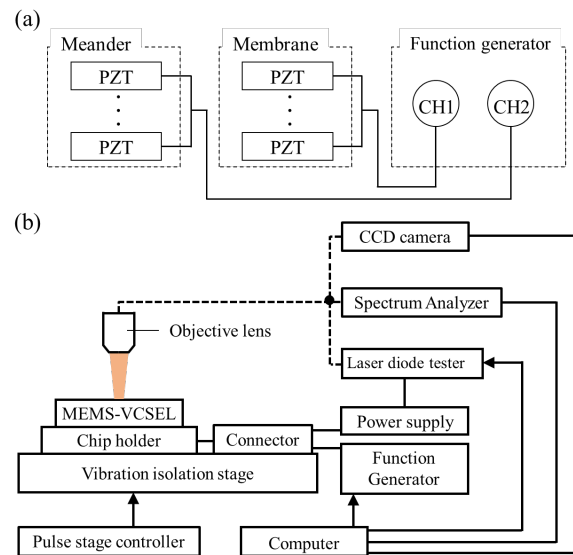 (a)
Meander
Membrane
Function generator
PZT
PZT
CH1
CH2
PZT
PZT
(b)
CCD camera
Spectrum Analyzer
Objective lens
Laser diode tester
MEMS-VCSEL
Power supply
Chip holder
Connector
Vibration isolation stage
Function
Generator
Pulse stage controller
Computer